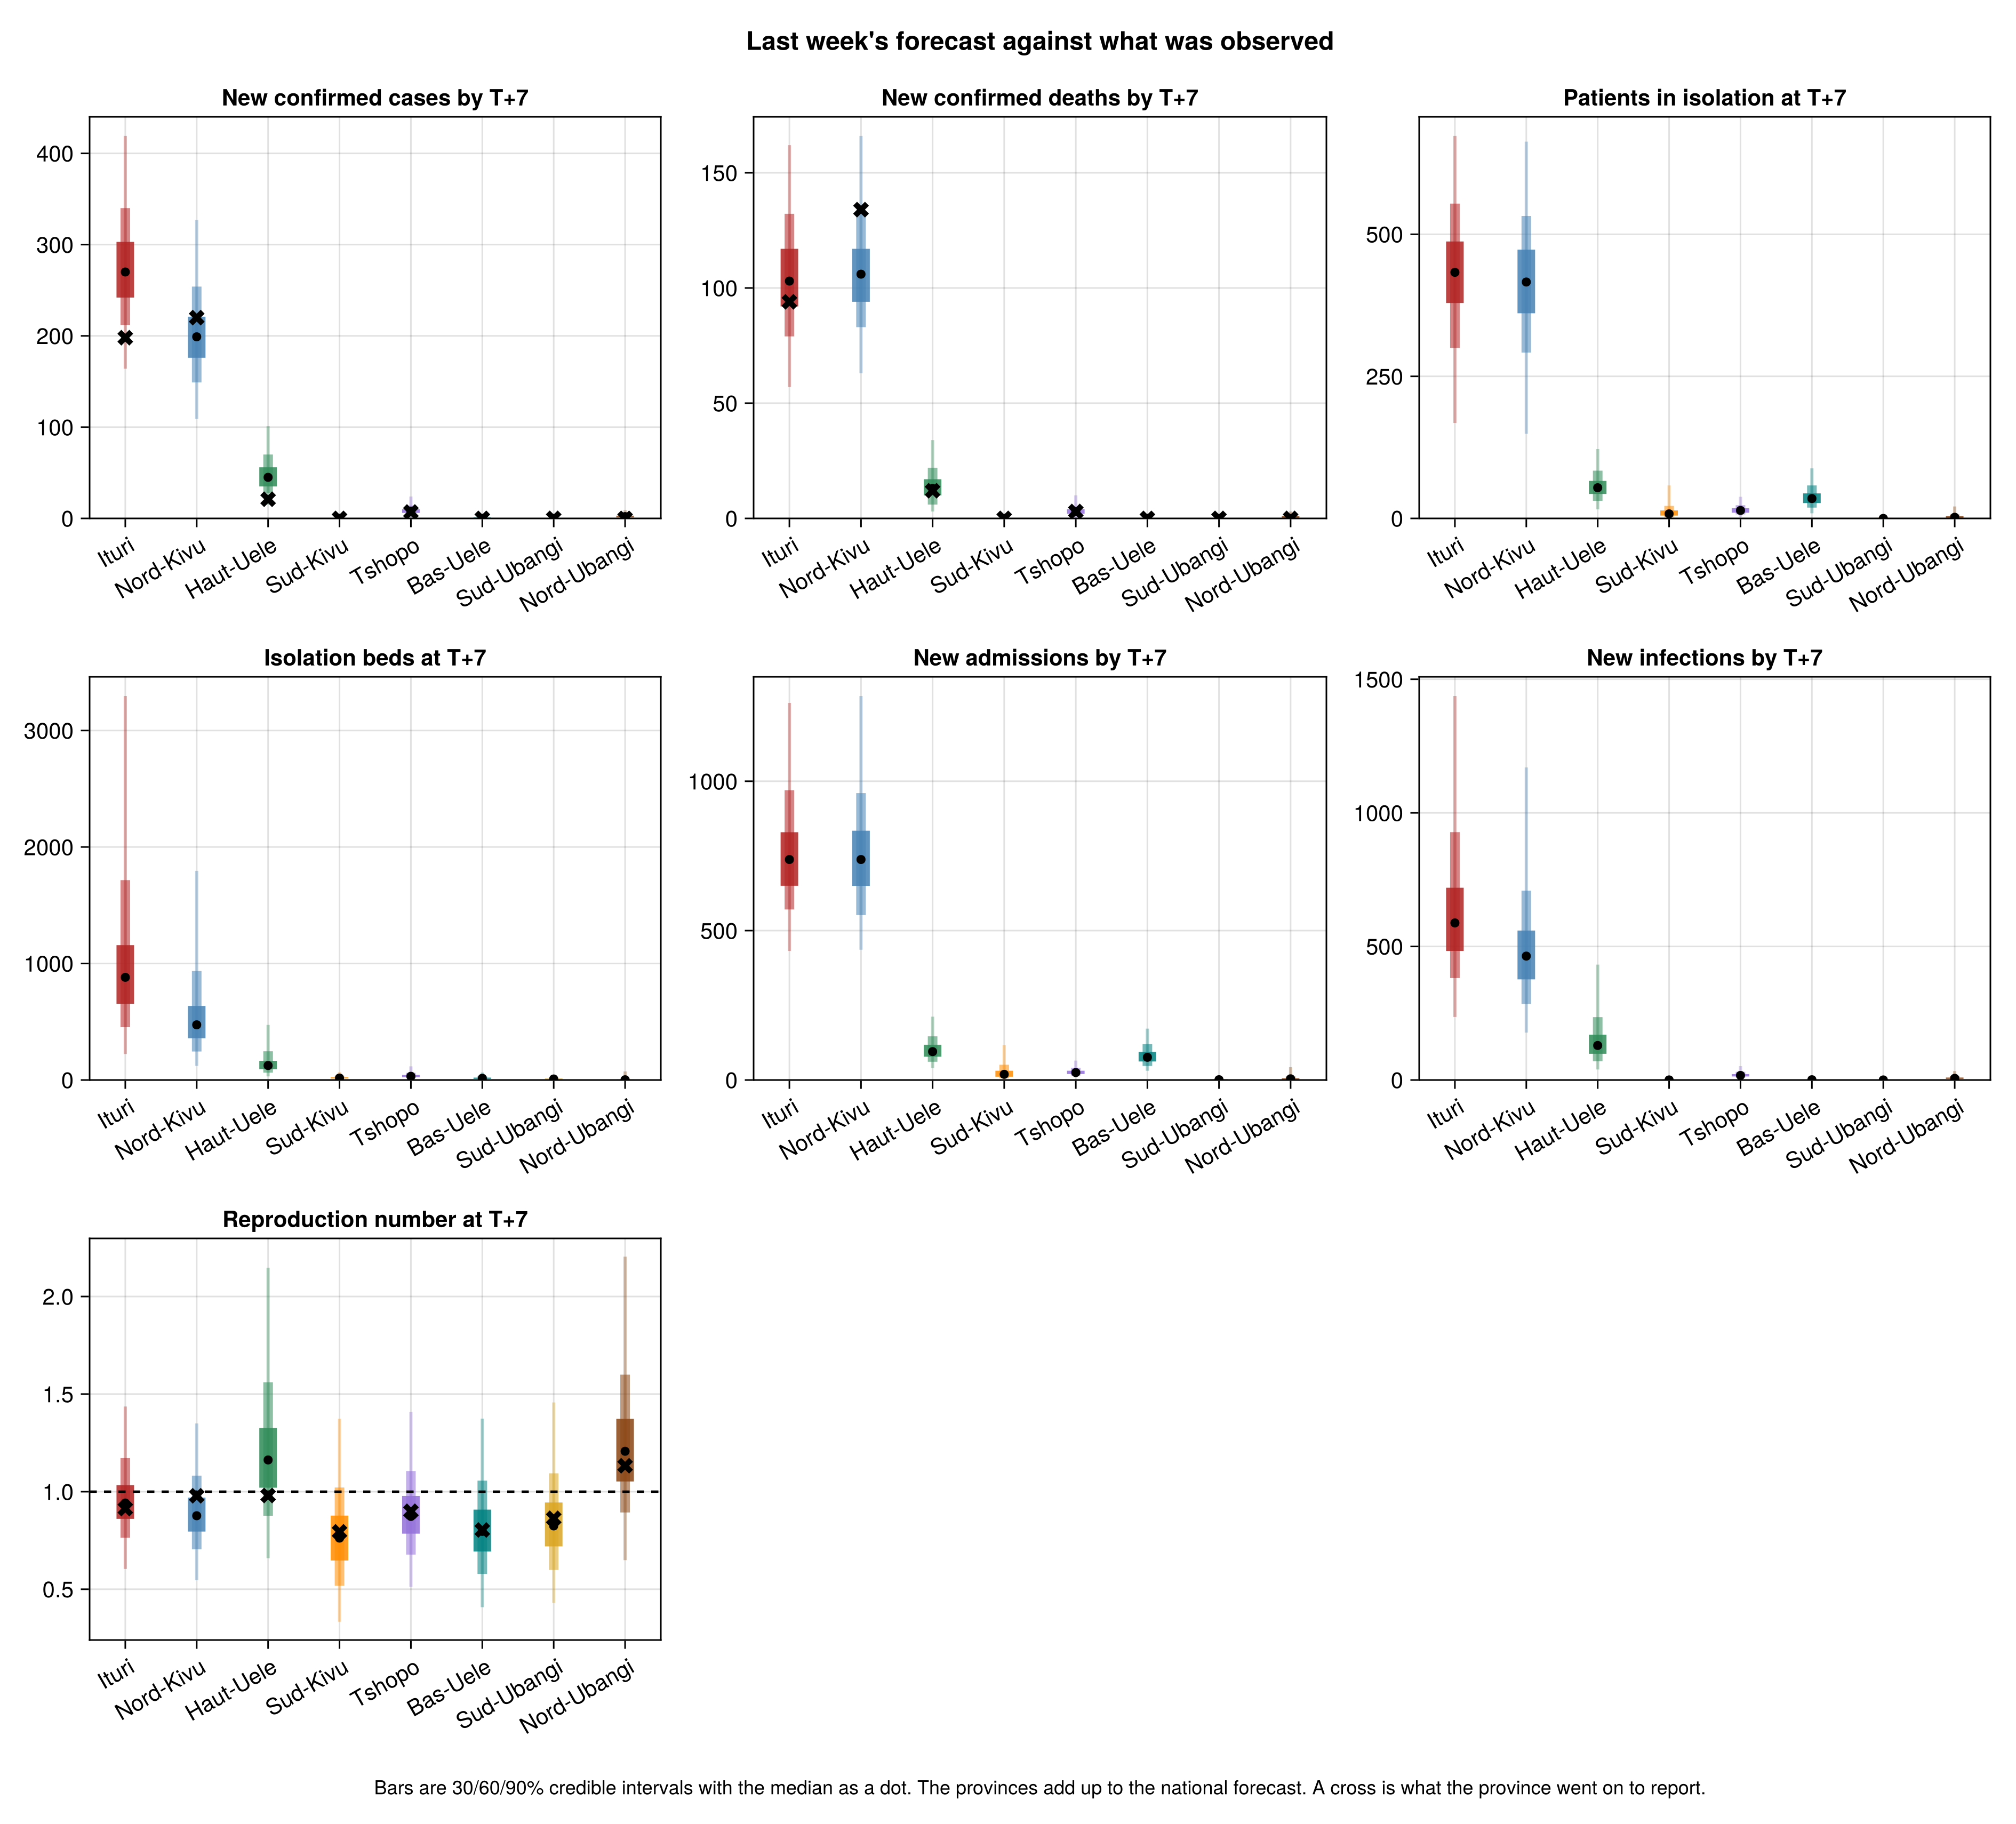 Last week's forecast against what was observed
New confirmed cases by T+7
400
300
200
100
0
Ituri
Nord-Kivu
Haut-Uele
Sud-Kivu
Tshopo
Bas-Uele
Sud-Ubangi
Nord-Ubangi
New confirmed deaths by T+7
150
100
50
0
Ituri
Nord-Kivu
Haut-Uele
Sud-Kivu
Tshopo
Bas-Uele
Sud-Ubangi
Nord-Ubangi
Patients in isolation at T+7
500
250
0
Ituri
Nord-Kivu
Haut-Uele
Sud-Kivu
Tshopo
Bas-Uele
Sud-Ubangi
Nord-Ubangi
Isolation beds at T+7
3000
2000
1000
0
Ituri
Nord-Kivu
Haut-Uele
Sud-Kivu
Tshopo
Bas-Uele
Sud-Ubangi
Nord-Ubangi
New admissions by T+7
1000
500
0
Ituri
Nord-Kivu
Haut-Uele
Sud-Kivu
Tshopo
Bas-Uele
Sud-Ubangi
Nord-Ubangi
New infections by T+7
1500
1000
500
0
Ituri
Nord-Kivu
Haut-Uele
Sud-Kivu
Tshopo
Bas-Uele
Sud-Ubangi
Nord-Ubangi
Reproduction number at T+7
2.0
1.5
1.0
0.5
Ituri
Nord-Kivu
Haut-Uele
Sud-Kivu
Tshopo
Bas-Uele
Sud-Ubangi
Nord-Ubangi
Bars are 30/60/90% credible intervals with the median as a dot. The provinces add up to the national forecast. A cross is what the province went on to report.